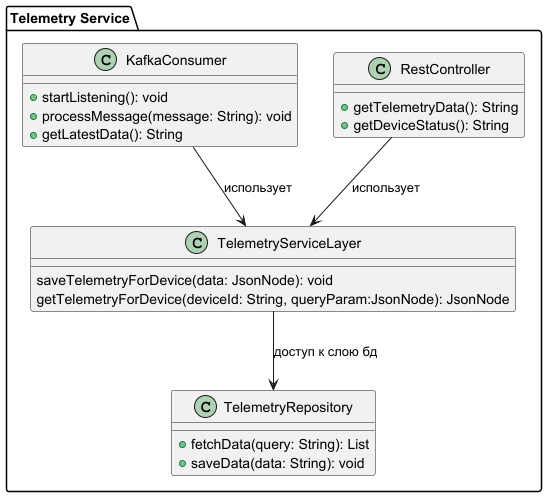 Telemetry Service
C KafkaConsumer
startListening(): void
processMessage(message: String): void
getLatestData(): String
C RestController
getTelemetryData(): String
getDeviceStatus(): String
использует
использует
C TelemetryServiceLayer
saveTelemetryForDevice(data: JsonNode): void
getTelemetryForDevice(deviceId: String, queryParam:JsonNode): JsonNode
доступ к слою бд
C TelemetryRepository
fetchData(query: String): List
saveData(data: String): void